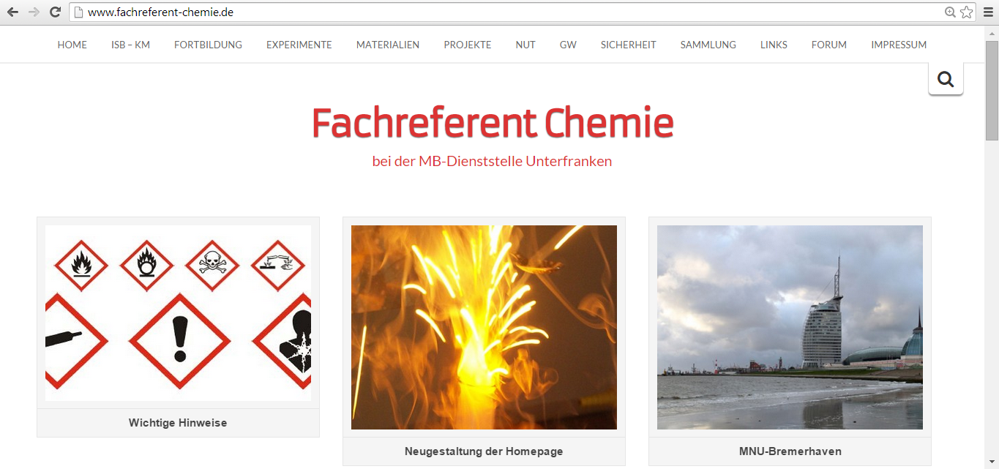 www.fachreferent-chemie.de
HOME ISB – KM FORTBILDUNG EXPERIMENTE MATERIALIEN PROJEKTE NUT GW SICHERHEIT SAMMLUNG LINKS FORUM IMPRESSUM
Fachreferent Chemie
bei der MB-Dienststelle Unterfranken
Wichtige Hinweise
Neugestaltung der Homepage
MNU-Bremerhaven